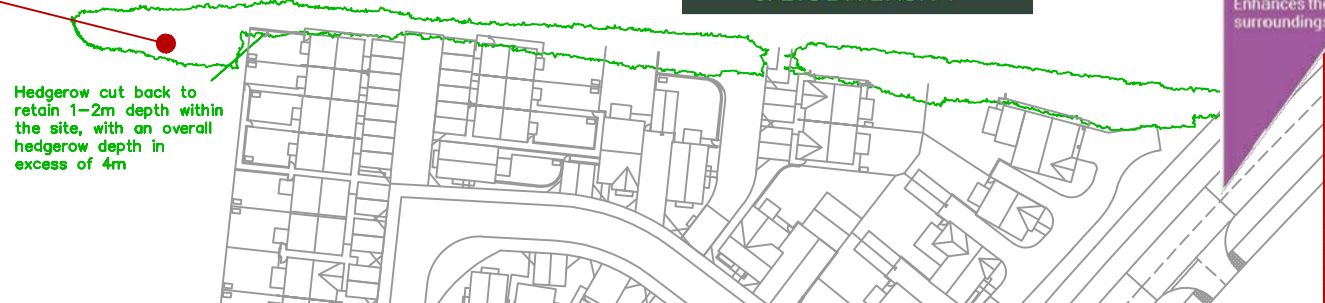 Enhances the
surroundings
Hedgerow cut back to
retain 1-2m depth within
the site, with an overall
hedgerow depth in
excess of 4m